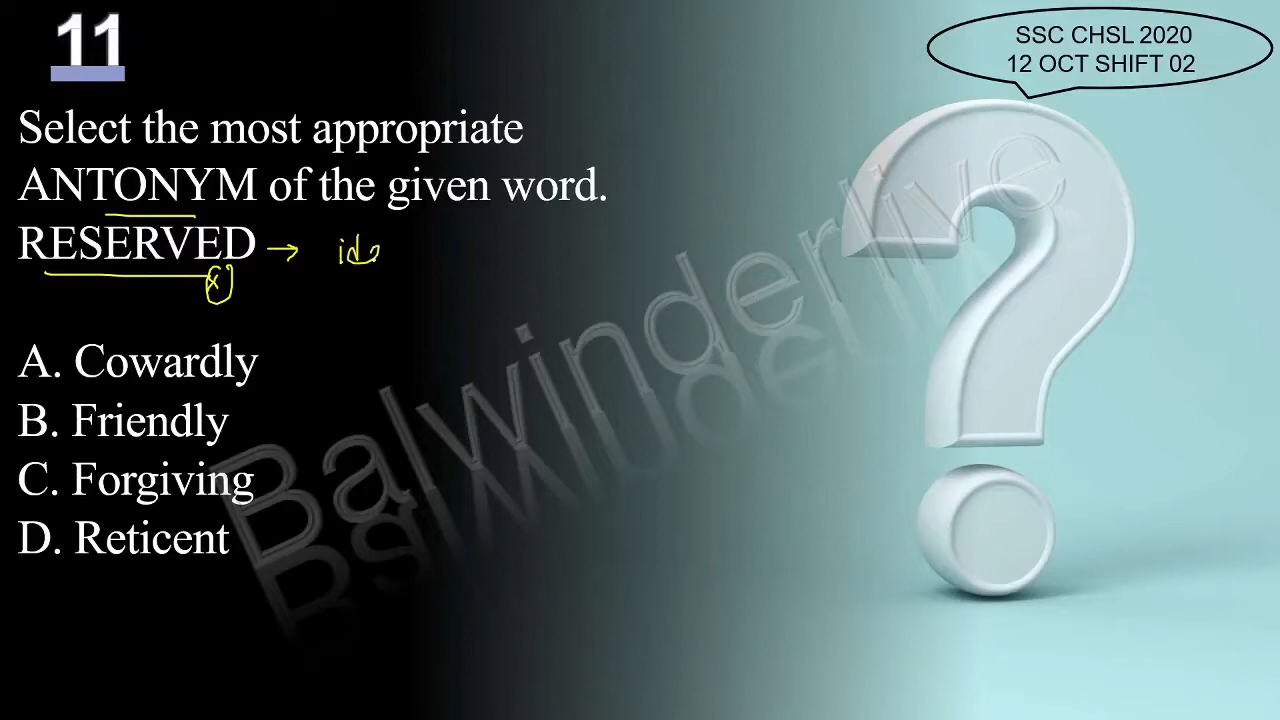 11
SSC CHSL 2020
12 OCT SHIFT 02
Select the most appropriate
ANTONYM of the given word.
RESERVED → ide
A. Cowardly
B. Friendly
C. Forgiving
D. Reticent
Balwinderlive